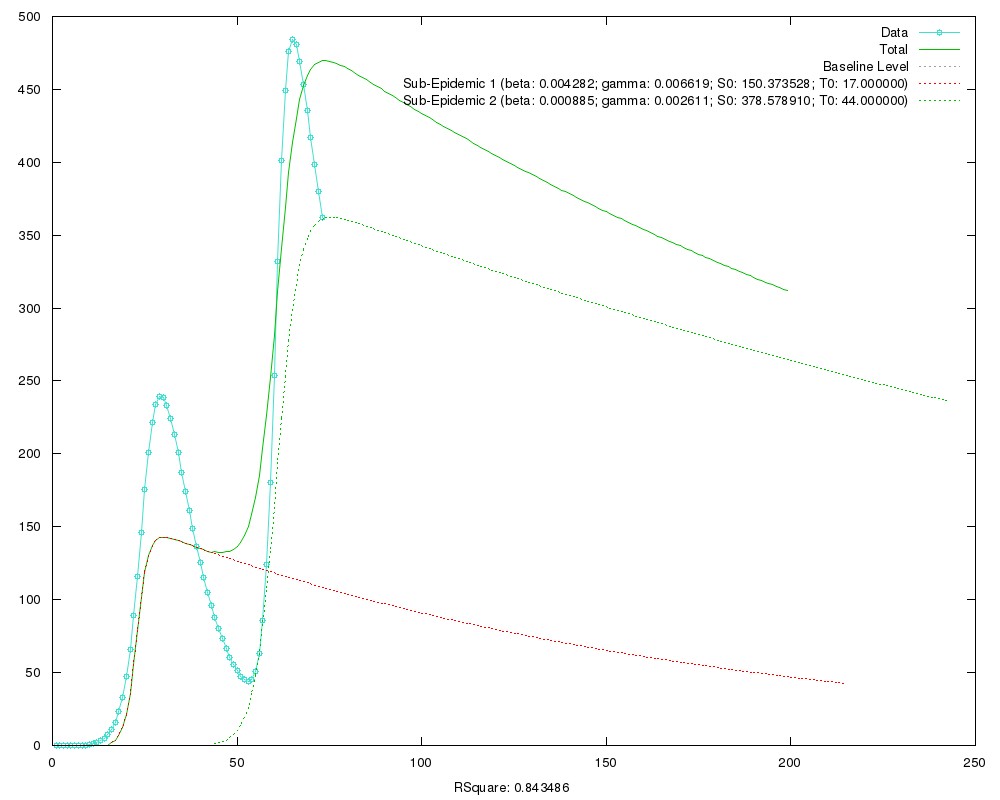 500
450
400
350
300
250
200
150
100
50
0
0 50 100 150 200 250
Data
Total
Baseline Level
Sub-Epidemic 1 (beta: 0.004282; gamma: 0.006619; S0: 150.373528; T0: 17.000000)
Sub-Epidemic 2 (beta: 0.000885; gamma: 0.002611; S0: 378.578910; T0: 44.000000)
RSquare: 0.843486